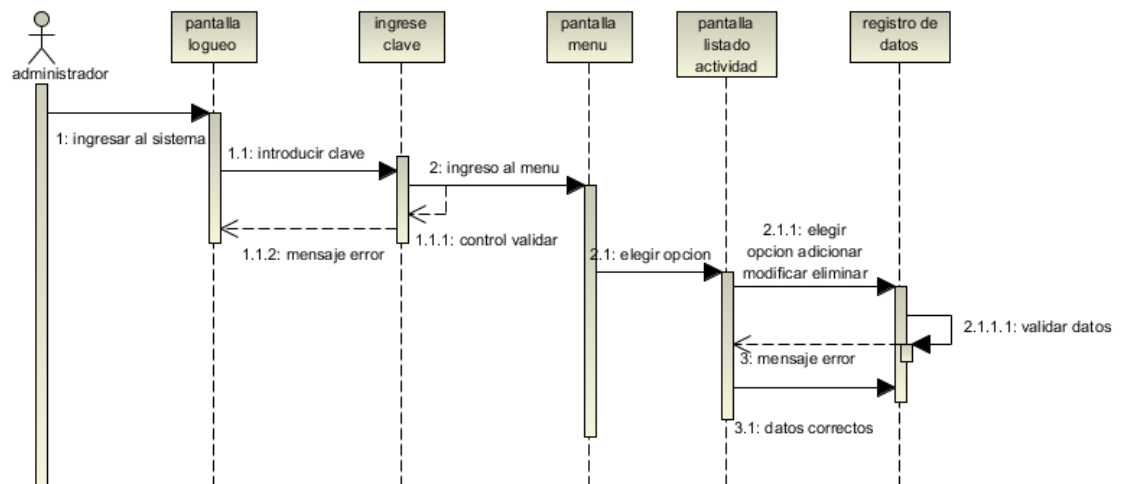 pantalla
logueo
ingrese
clave
pantalla
menu
pantalla
listado
actividad
registro de
datos
administrador
1: ingresar al sistema
1.1: introducir clave
2: ingreso al menu
1.1.1: control validar
1.1.2: mensaje error
2.1: elegir opcion
2.1.1: elegir
opcion adicionar
modificar eliminar
2.1.1.1: validar datos
3: mensaje error
3.1: datos correctos